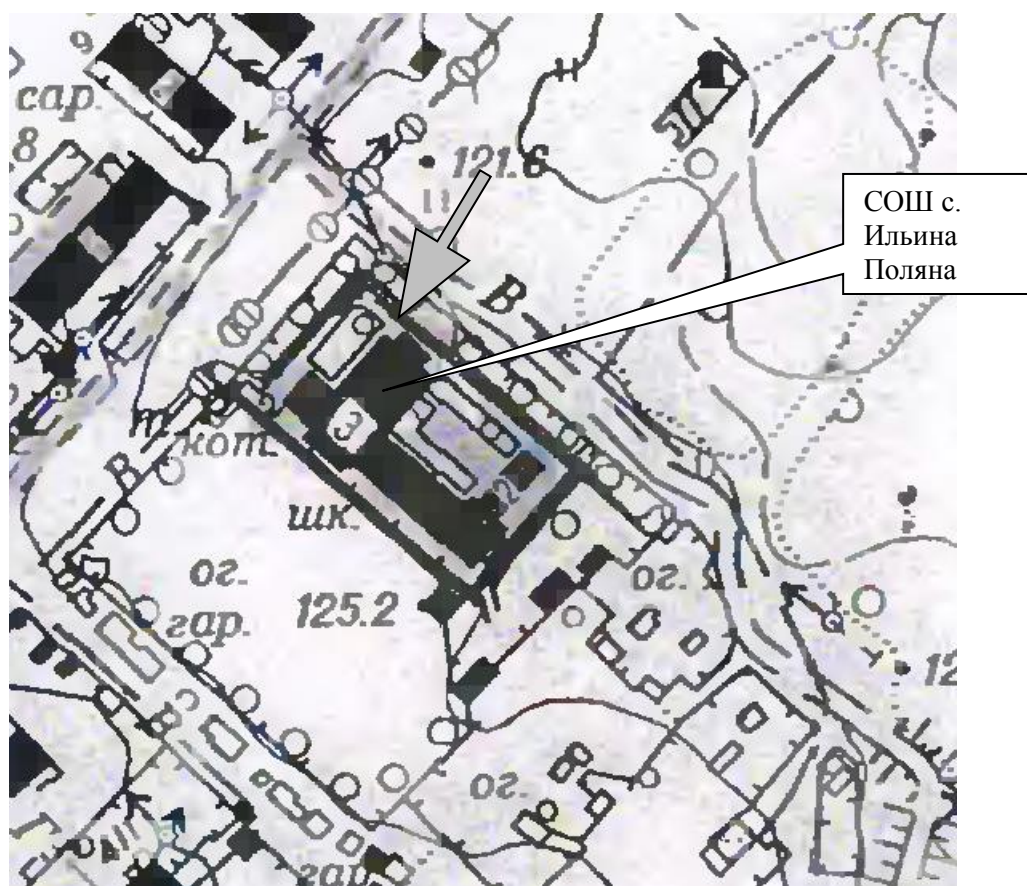 9
сар.
8
121.6
СОШ с.
Ильина
Поляна
В
3
кот.
В
2
шк.
ог.
гар.
125.2
ог.
12
В
ог.
гар.